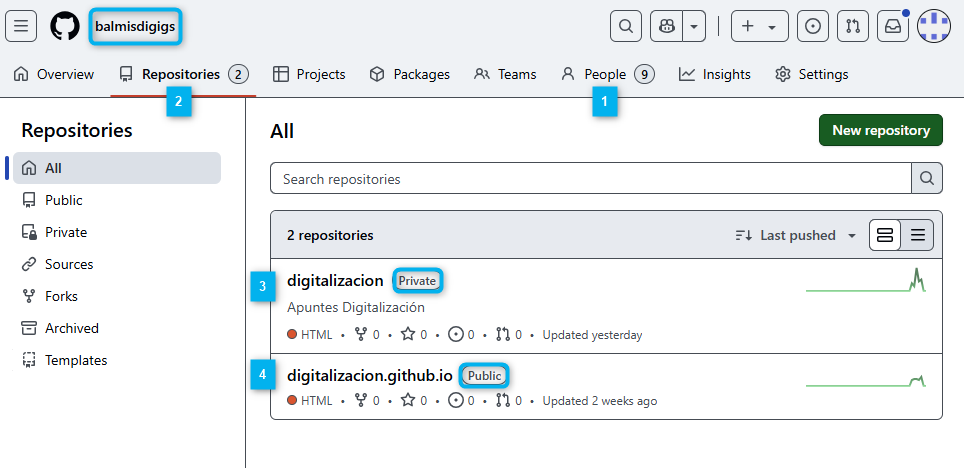 balmisdigigs
Overview Repositories 2 Projects Packages Teams People 9 Insights Settings
2 1
Repositories
All
Public
Private
Sources
Forks
Archived
Templates
All New repository
Search repositories
2 repositories Last pushed
3 digitalizacion Private
Apuntes Digitalización
HTML • 0 • 0 • 0 • 0 • Updated yesterday
4 digitalizacion.github.io Public
HTML • 0 • 0 • 0 • 0 • Updated 2 weeks ago